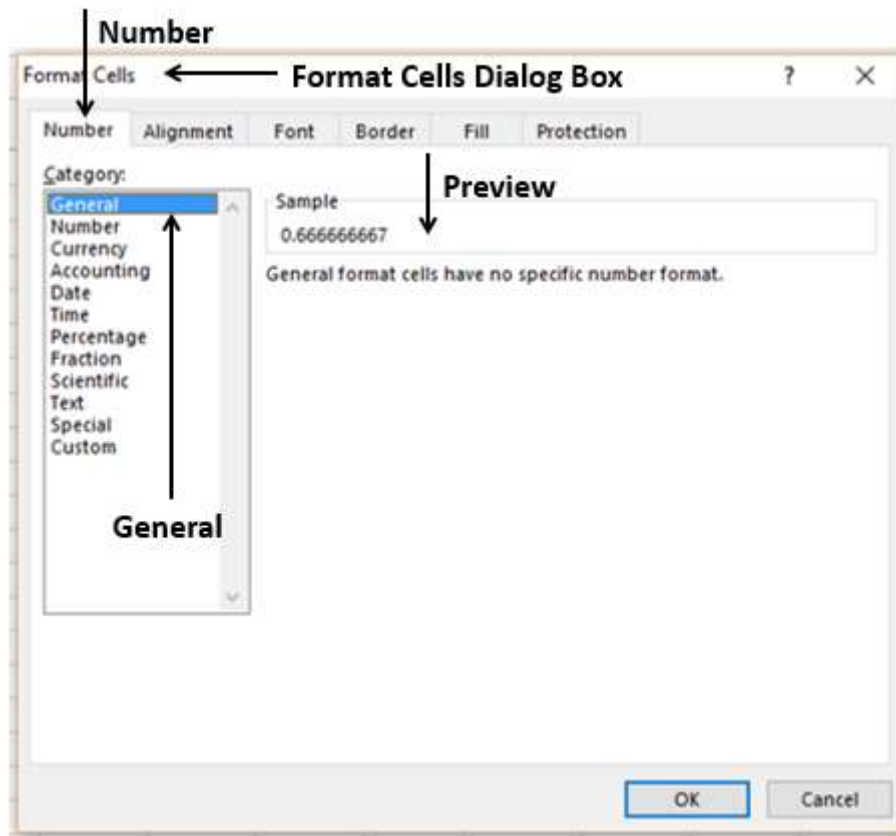 Number
Format Cells
Format Cells Dialog Box
?
Number Alignment Font Border Fill Protection
Category:
General
Number
Currency
Accounting
Date
Time
Percentage
Fraction
Scientific
Text
Special
Custom
General
Preview
Sample
0.666666667
General format cells have no specific number format.
OK Cancel